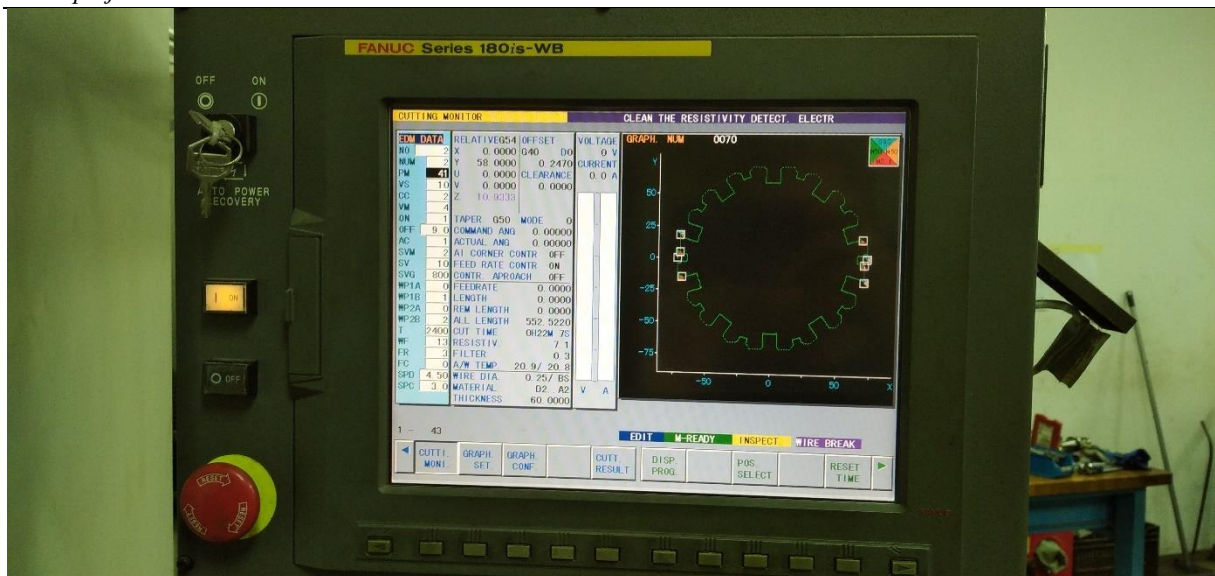 FANUC Series 180is-WB
OFF ON
AUTO POWER
RECOVERY
I ON
O OFF
RESET
CUTTING MONITOR
CLEAN THE RESISTIVITY DETECT. ELECTR
EDM DATA
NO 2
NUM 2
PM 41
VS 10
CC 2
VM 4
ON 1
OFF 9.0
AC 1
SVM 2
SV 10
SVG 800
WP1A 0
WP1B 1
WP2A 0
WP2B 2
T 2400
WF 13
FR 3
FC 0
SPD 4.50
SPC 3.0
RELATIVE G54 OFFSET
X 0.0000 G40 D0
Y 58.0000 0.2470
U 0.0000 CLEARANCE
V 0.0000 0.0000
Z 10.9333
TAPER G50 MODE 0
COMMAND ANG 0.00000
ACTUAL ANG 0.00000
AI CORNER CONTR OFF
FEED RATE CONTR ON
CONTR. APROACH OFF
FEEDRATE 0.0000
LENGTH 0.0000
REM LENGTH 0.0000
ALL LENGTH 552.5220
CUT TIME 0H22M 7S
RESISTIV. 7.1
FILTER 0.3
A/W TEMP 20.9/ 20.8
WIRE DIA. 0.25/ BS
MATERIAL D2. A2
THICKNESS 60.0000
VOLTAGE
0 V
CURRENT
0.0 A
V A
GRAPH. NUM 0070
Y
50
25
0
-25
-50
-75
-50 0 50 X
1 - 43
EDIT M-READY INSPECT. WIRE BREAK
CUTTI. MONI.
GRAPH. SET
GRAPH. CONF.
CUTT. RESULT
DISP. PROG.
POS. SELECT
RESET TIME